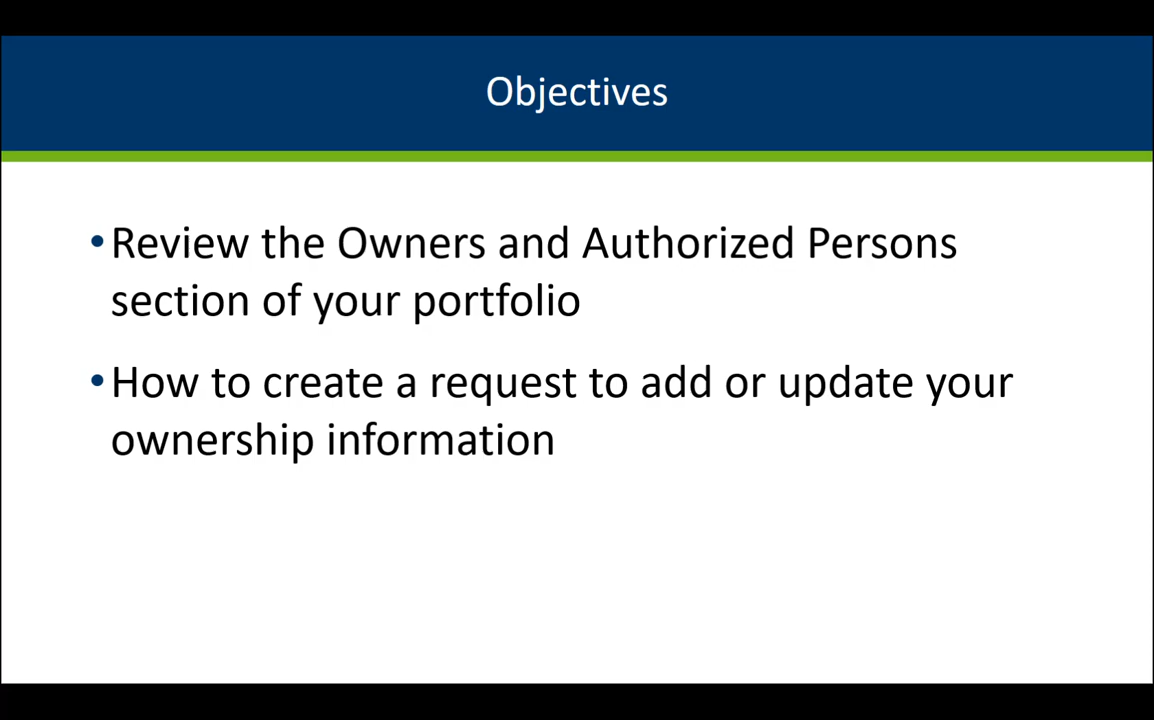 Objectives
•Review the Owners and Authorized Persons
section of your portfolio
•How to create a request to add or update your
ownership information